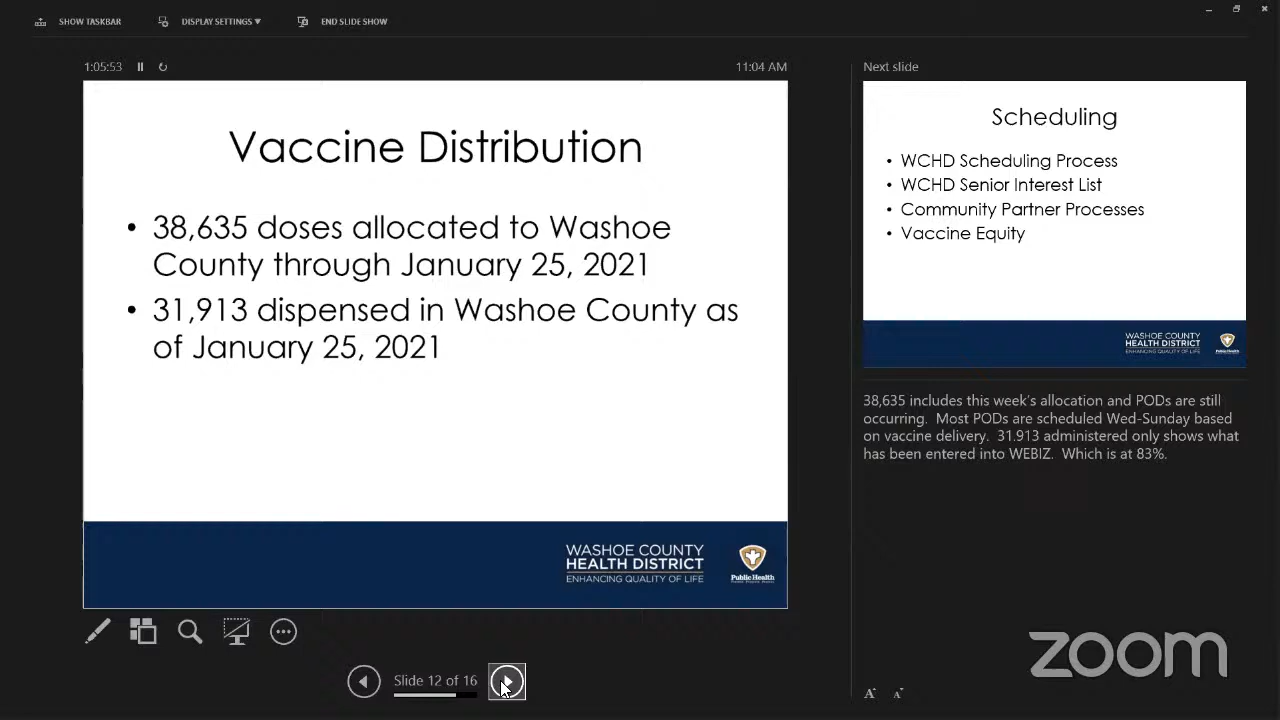 SHOW TASKBAR
DISPLAY SETTINGS
END SLIDE SHOW
1:05:53
11:04 AM
Vaccine Distribution
• 38,635 doses allocated to Washoe
County through January 25, 2021
• 31,913 dispensed in Washoe County as
of January 25, 2021
WASHOE COUNTY
HEALTH DISTRICT
ENHANCING QUALITY OF LIFE
Public Health
Slide 12 of 16
Next slide
Scheduling
• WCHD Scheduling Process
• WCHD Senior Interest List
• Community Partner Processes
• Vaccine Equity
WASHOE COUNTY
HEALTH DISTRICT
ENHANCING QUALITY OF LIFE
Public Health
38,635 includes this week's allocation and PODs are still
occurring. Most PODs are scheduled Wed-Sunday based
on vaccine delivery. 31.913 administered only shows what
has been entered into WEBIZ. Which is at 83%.
A A
zoom